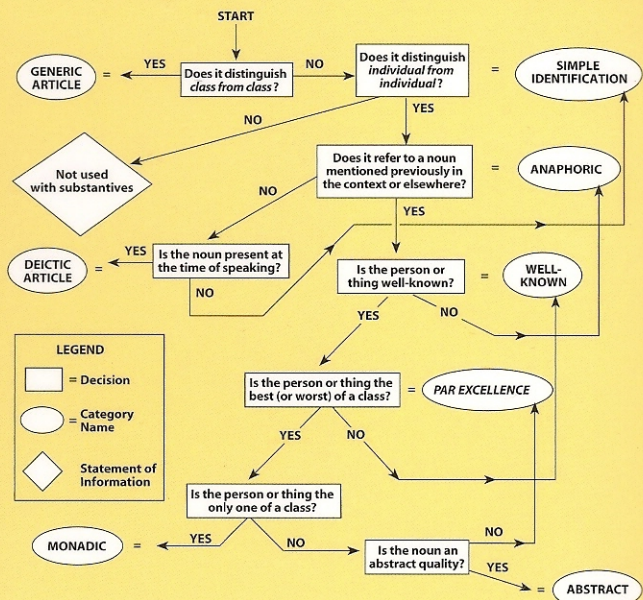 START
GENERIC
ARTICLE
=
YES
Does it distinguish
class from class?
NO
Does it distinguish
individual from
individual?
=
SIMPLE
IDENTIFICATION
NO
YES
Not used
with substantives
Does it refer to a noun
mentioned previously in
the context or elsewhere?
=
ANAPHORIC
NO
YES
DEICTIC
ARTICLE
=
YES
Is the noun present at
the time of speaking?
NO
Is the person or
thing well-known?
=
WELL-
KNOWN
YES
NO
LEGEND
= Decision
= Category
Name
Statement of
Information
Is the person or thing the
best (or worst) of a class?
=
PAR EXCELLENCE
YES
NO
Is the person or thing the
only one of a class?
MONADIC
=
YES
NO
Is the noun an
abstract quality?
NO
YES
=
ABSTRACT